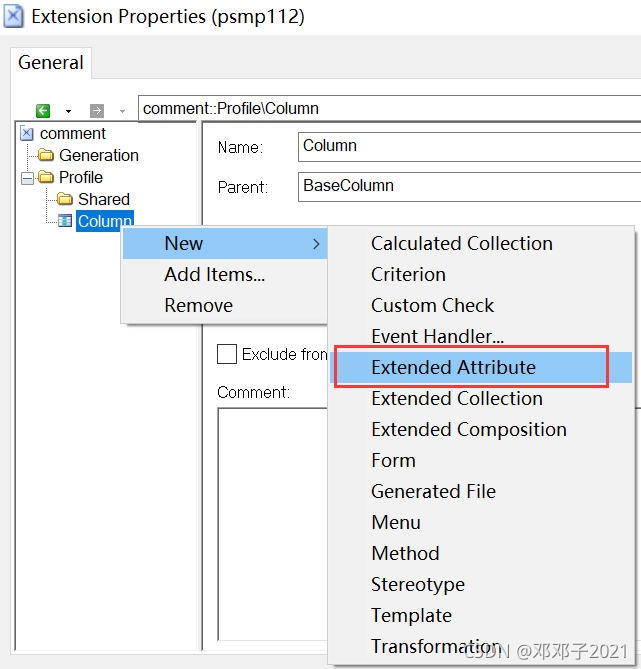 Extension Properties (psmp112)
General
comment::Profile\Column
comment
Generation
Profile
Shared
Column
Name:
Column
Parent:
BaseColumn
New
Add Items...
Remove
Calculated Collection
Criterion
Custom Check
Event Handler...
Extended Attribute
Extended Collection
Extended Composition
Form
Generated File
Menu
Method
Stereotype
Template
Transformation
Exclude from
Comment:
CSDN @邓邓子2021